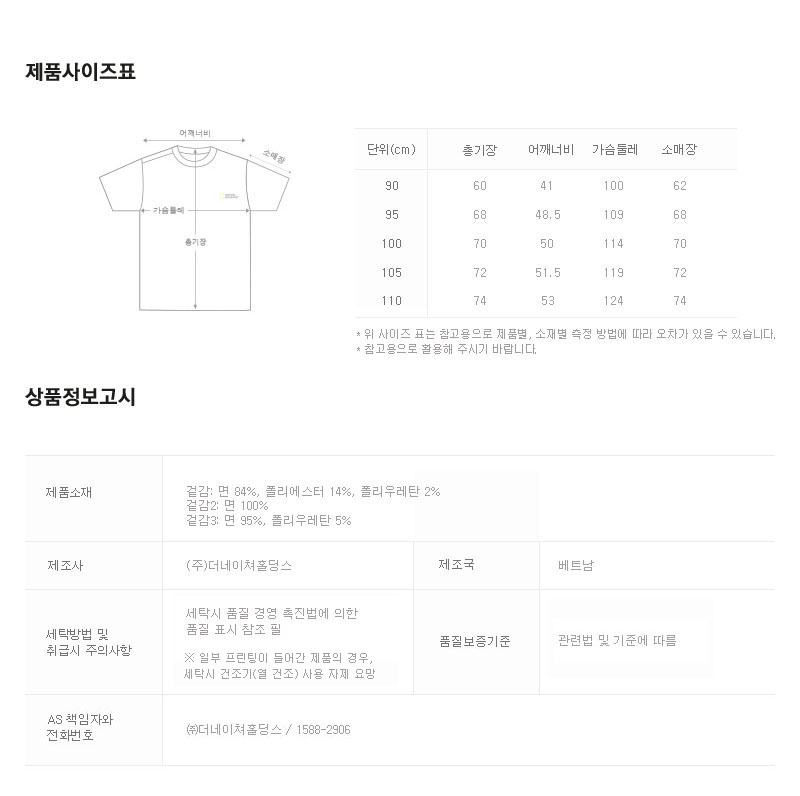 제품사이즈표
어깨너비
소매장
가슴둘레
총기장
단위(cm) 총기장 어깨너비 가슴둘레 소매장
90 60 41 100 62
95 68 48.5 109 68
100 70 50 114 70
105 72 51.5 119 72
110 74 53 124 74
* 위 사이즈 표는 참고용으로 제품별, 소재별 측정 방법에 따라 오차가 있을 수 있습니다.
* 참고용으로 활용해 주시기 바랍니다.
상품정보고시
제품소재
겉감: 면 84%, 폴리에스터 14%, 폴리우레탄 2%
겉감2: 면 100%
겉감3: 면 95%, 폴리우레탄 5%
제조사 (주)더네이쳐홀딩스 제조국 베트남
세탁방법 및
취급시 주의사항
세탁시 품질 경영 촉진법에 의한
품질 표시 참조 필
※ 일부 프린팅이 들어간 제품의 경우,
세탁시 건조기(열 건조) 사용 자제 요망
품질보증기준 관련법 및 기준에 따름
AS 책임자와
전화번호
㈜더네이쳐홀딩스 / 1588-2906